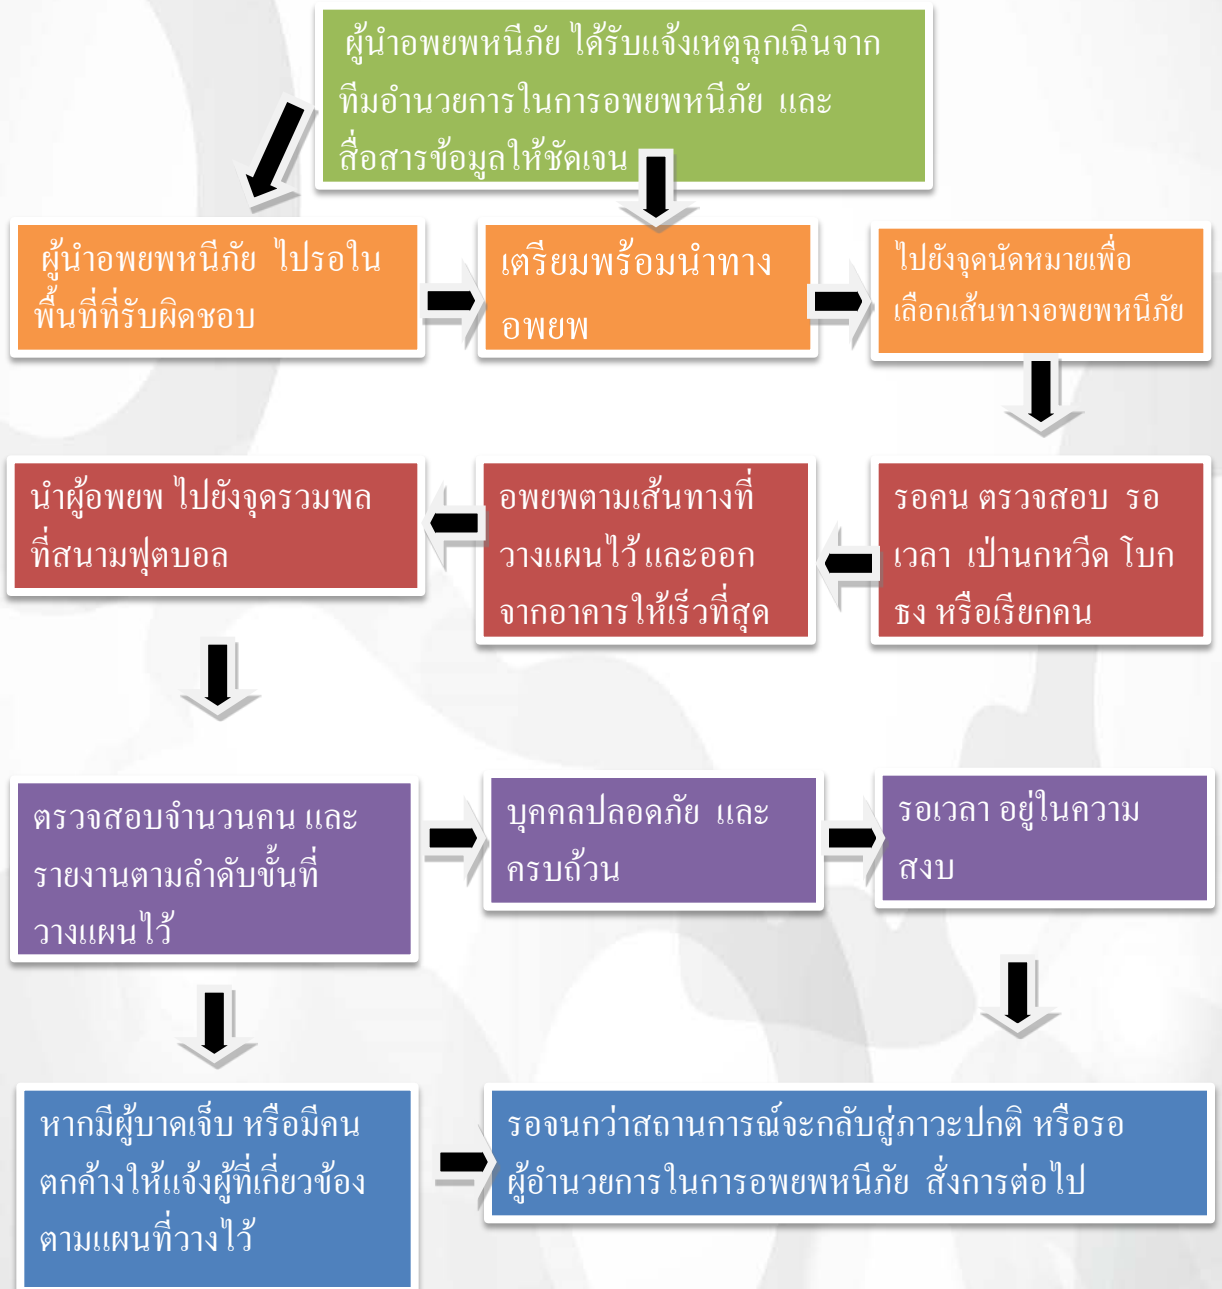 ผู้นำอพยพหนีภัย ได้รับแจ้งเหตุฉุกเฉินจาก
ทีมอำนวยการในการอพยพหนีภัย และ
สื่อสารข้อมูลให้ชัดเจน
ผู้นำอพยพหนีภัย ไปรอใน
พื้นที่ที่รับผิดชอบ
เตรียมพร้อมนำทาง
อพยพ
ไปยังจุดนัดหมายเพื่อ
เลือกเส้นทางอพยพหนีภัย
รอคน ตรวจสอบ รอ
เวลา เป่านกหวีด โบก
ธง หรือเรียกคน
อพยพตามเส้นทางที่
วางแผนไว้ และออก
จากอาคารให้เร็วที่สุด
นำผู้อพยพ ไปยังจุดรวมพล
ที่สนามฟุตบอล
ตรวจสอบจำนวนคน และ
รายงานตามลำดับขั้นที่
วางแผนไว้
บุคคลปลอดภัย และ
ครบถ้วน
รอเวลา อยู่ในความ
สงบ
หากมีผู้บาดเจ็บ หรือมีคน
ตกค้างให้แจ้งผู้ที่เกี่ยวข้อง
ตามแผนที่วางไว้
รอจนกว่าสถานการณ์จะกลับสู่ภาวะปกติ หรือรอ
ผู้อำนวยการในการอพยพหนีภัย สั่งการต่อไป